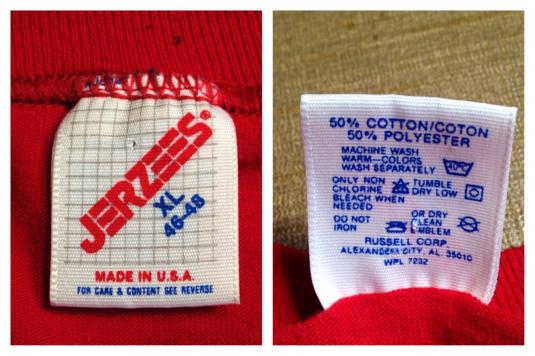 JERZEES®
XL
46-48
MADE IN U.S.A.
FOR CARE & CONTENT SEE REVERSE
50% COTTON/COTON
50% POLYESTER
MACHINE WASH
WARM-COLORS
WASH SEPARATELY
40°C
ONLY NON
CHLORINE
BLEACH WHEN
NEEDED
TUMBLE
DRY LOW
DO NOT
IRON
OR DRY
CLEAN
EMBLEM
RUSSELL CORP.
ALEXANDER CITY, AL. 35010
WPL 7232